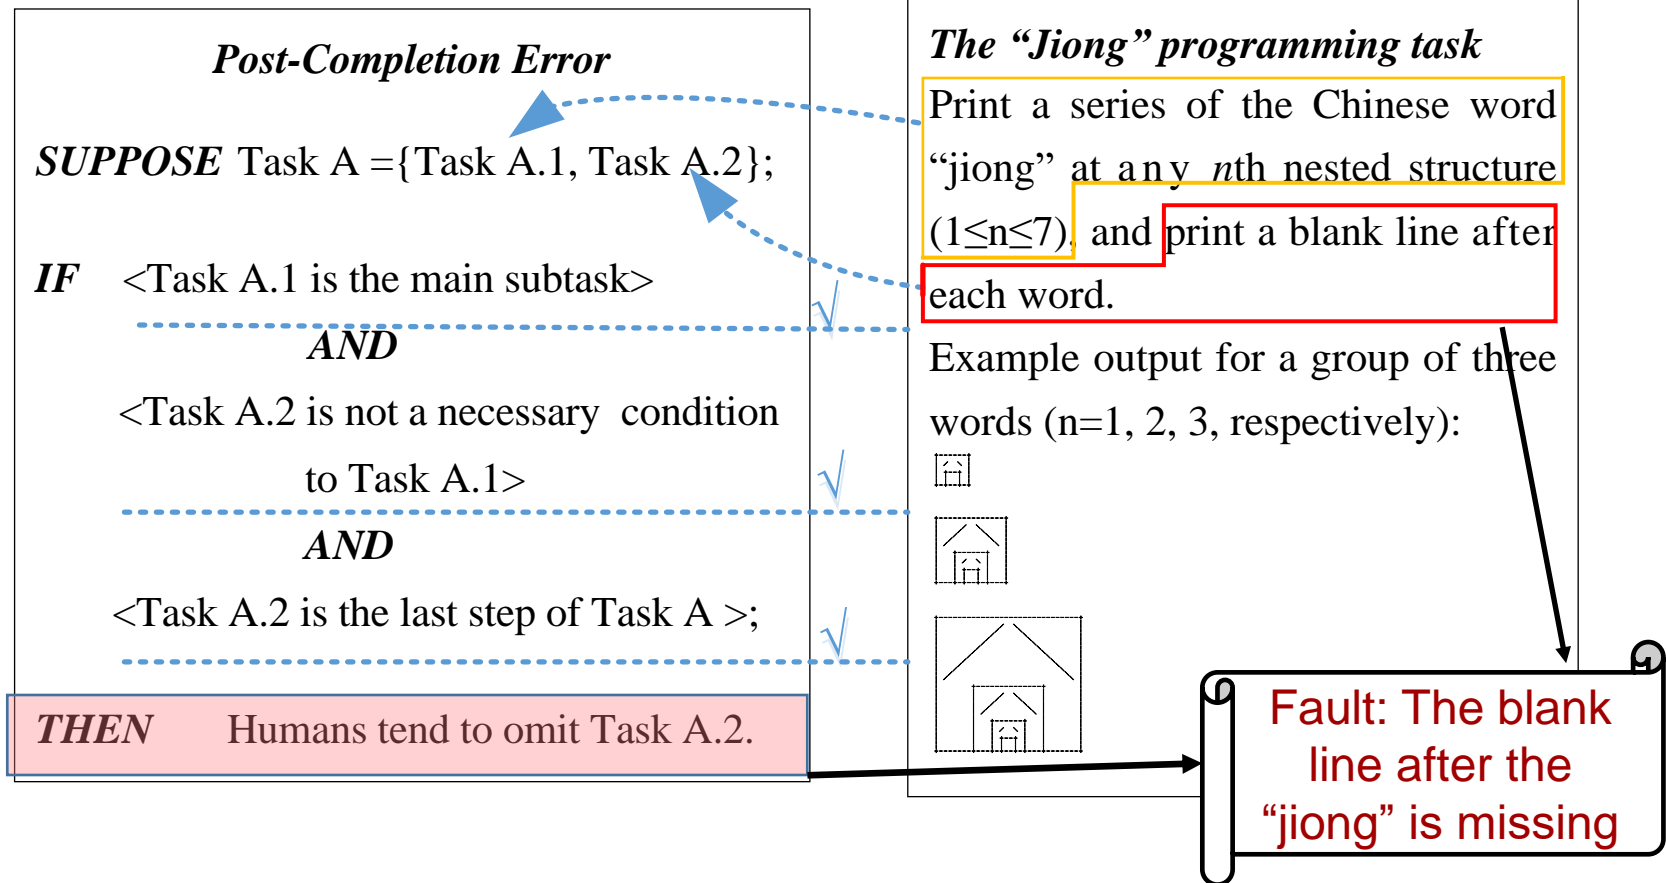 Post-Completion Error
SUPPOSE Task A ={Task A.1, Task A.2};
IF <Task A.1 is the main subtask>
√
AND
<Task A.2 is not a necessary condition
to Task A.1>
√
AND
<Task A.2 is the last step of Task A >;
√
THEN Humans tend to omit Task A.2.
The “Jiong” programming task
Print a series of the Chinese word
“jiong” at any nth nested structure
(1≤n≤7), and print a blank line after
each word.
Example output for a group of three
words (n=1, 2, 3, respectively):
Fault: The blank
line after the
“jiong” is missing